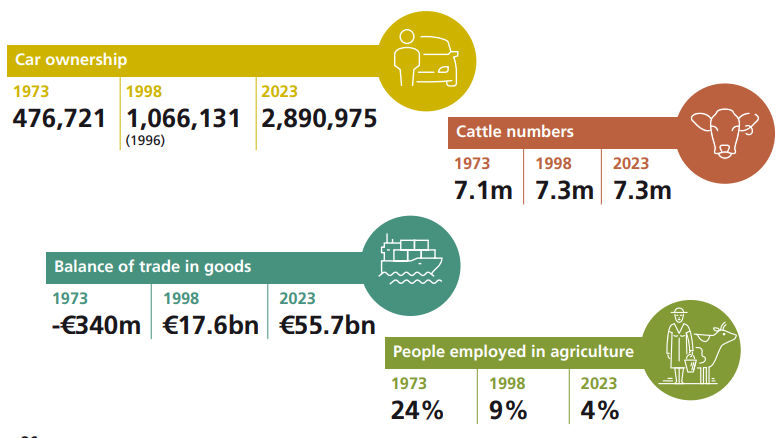 Car ownership
1973 1998 2023
476,721 1,066,131 2,890,975
(1996)
Cattle numbers
1973 1998 2023
7.1m 7.3m 7.3m
Balance of trade in goods
1973 1998 2023
-€340m €17.6bn €55.7bn
People employed in agriculture
1973 1998 2023
24% 9% 4%